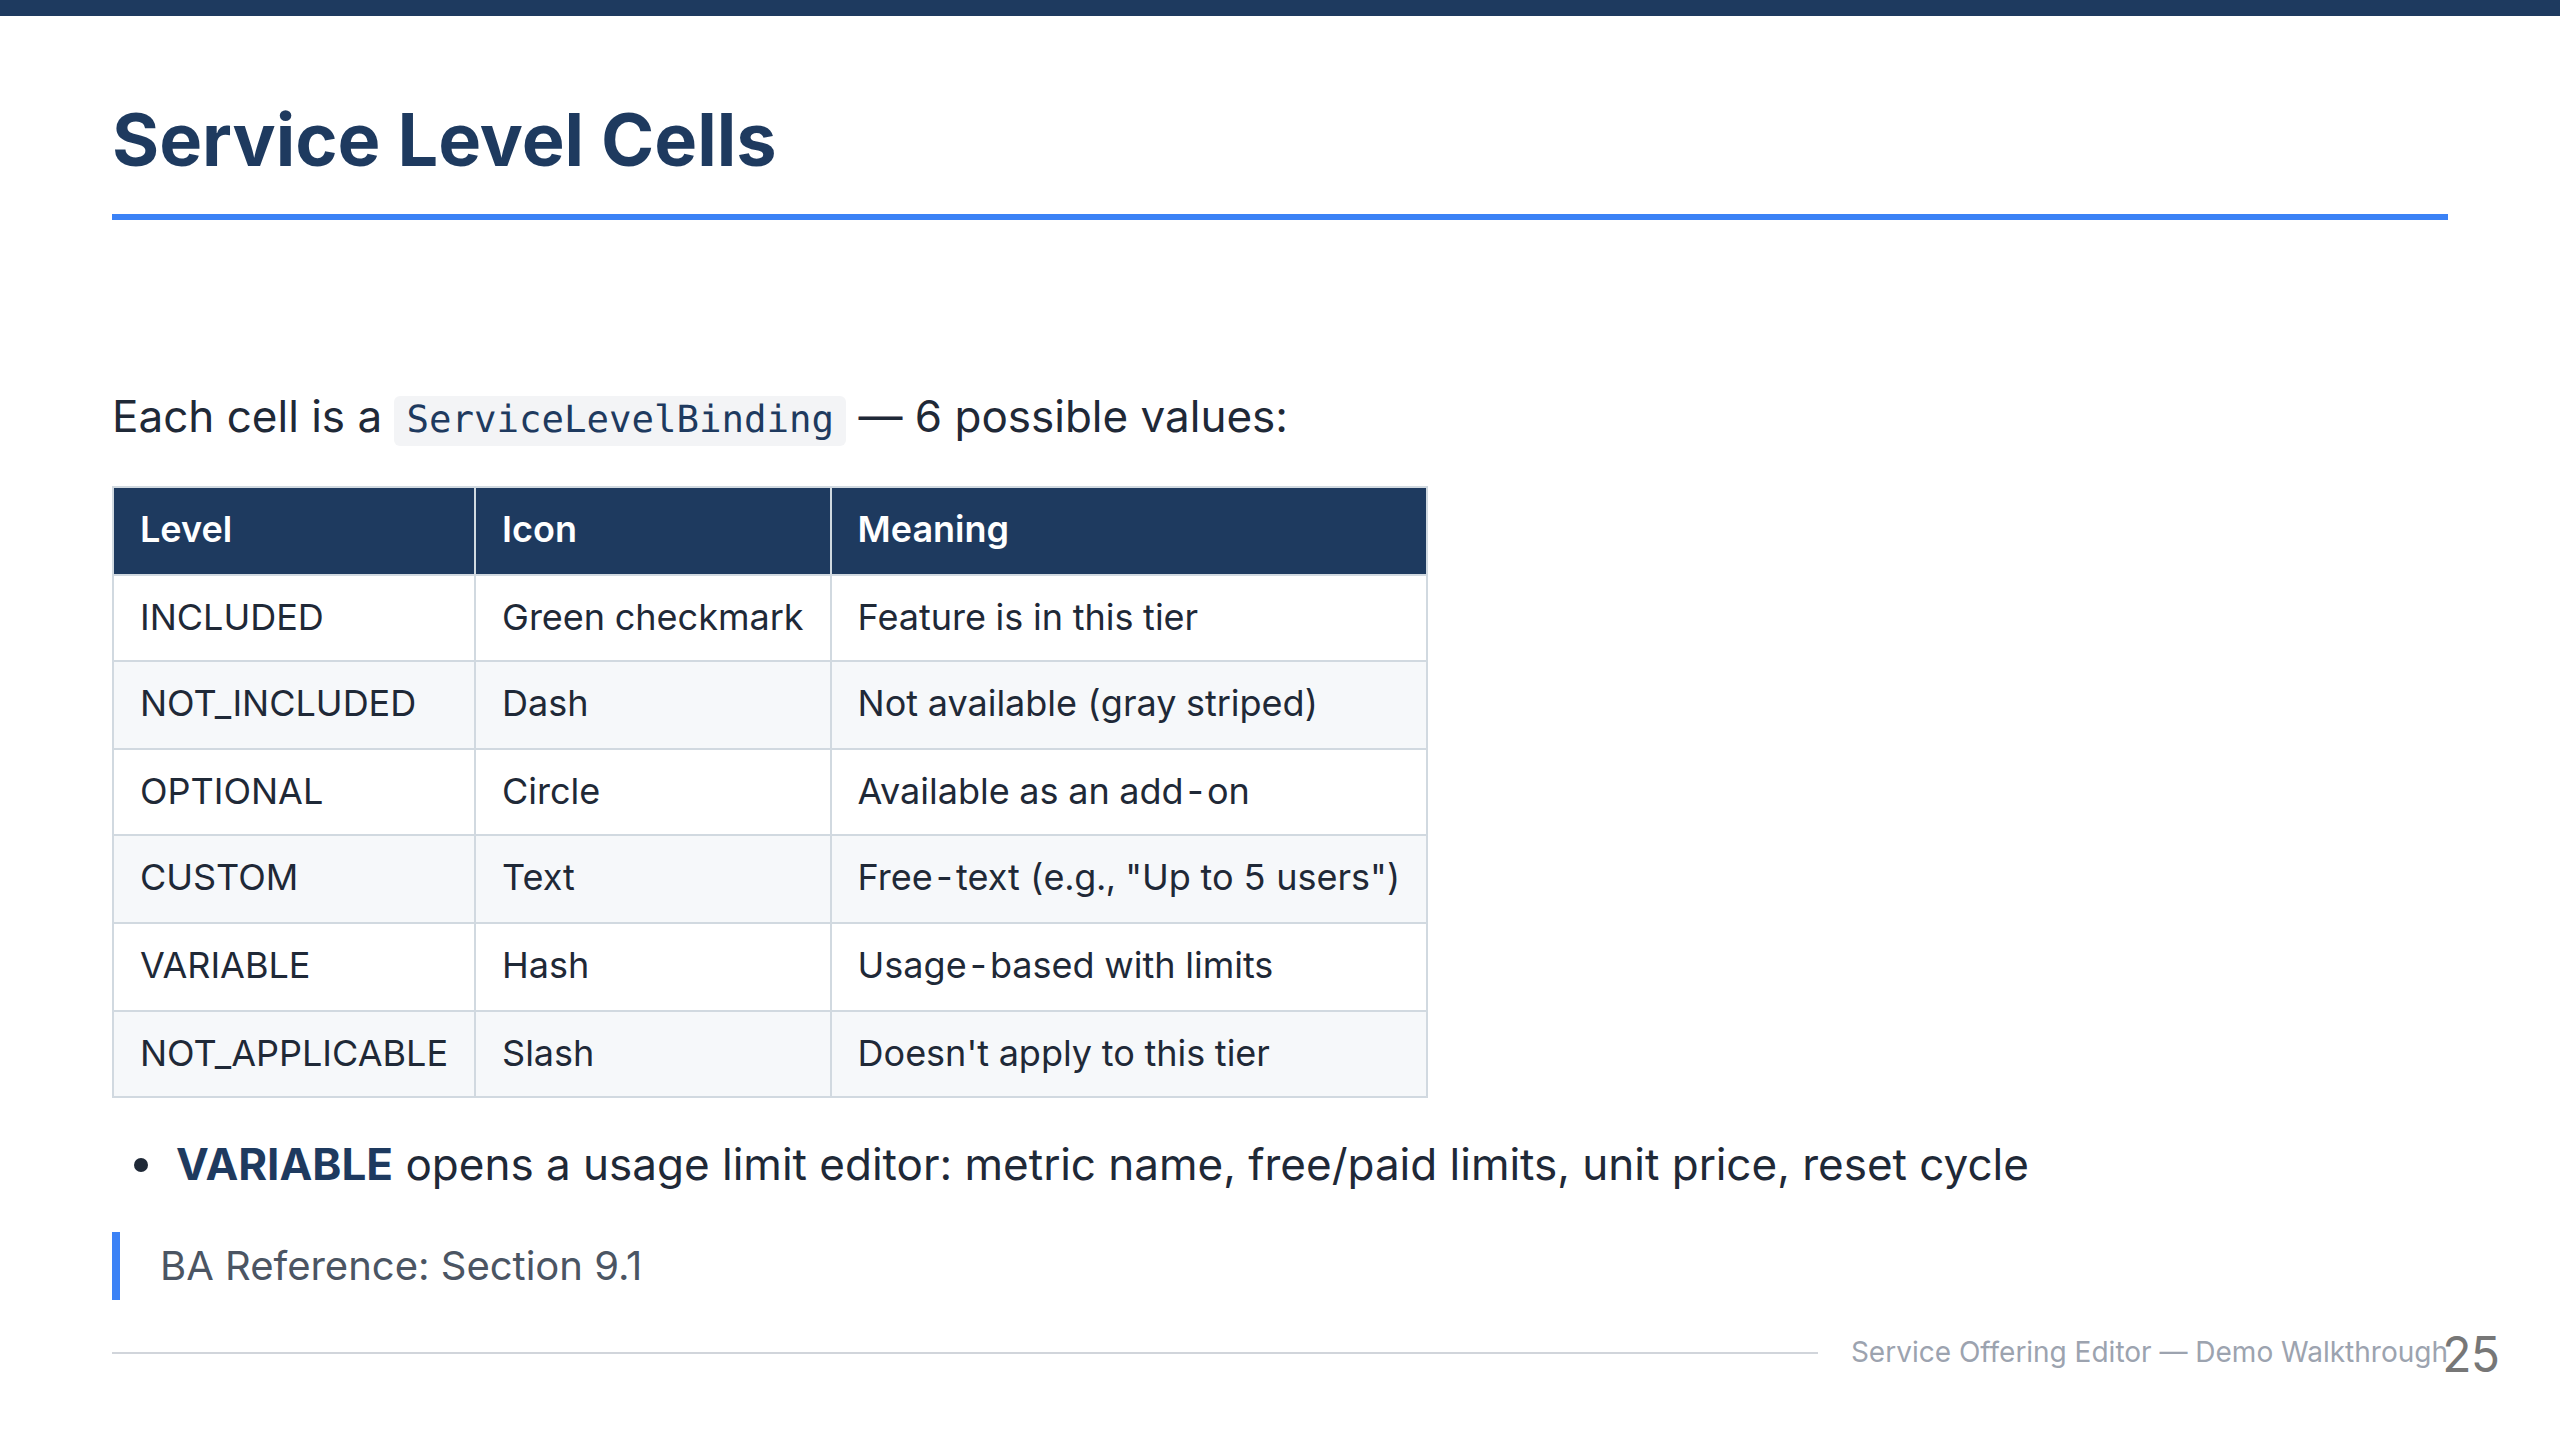 Service Level Cells
Each cell is a ServiceLevelBinding — 6 possible values:
Level Icon Meaning
INCLUDED Green checkmark Feature is in this tier
NOT_INCLUDED Dash Not available (gray striped)
OPTIONAL Circle Available as an add-on
CUSTOM Text Free-text (e.g., "Up to 5 users")
VARIABLE Hash Usage-based with limits
NOT_APPLICABLE Slash Doesn't apply to this tier
• VARIABLE opens a usage limit editor: metric name, free/paid limits, unit price, reset cycle
BA Reference: Section 9.1
Service Offering Editor — Demo Walkthrough 25